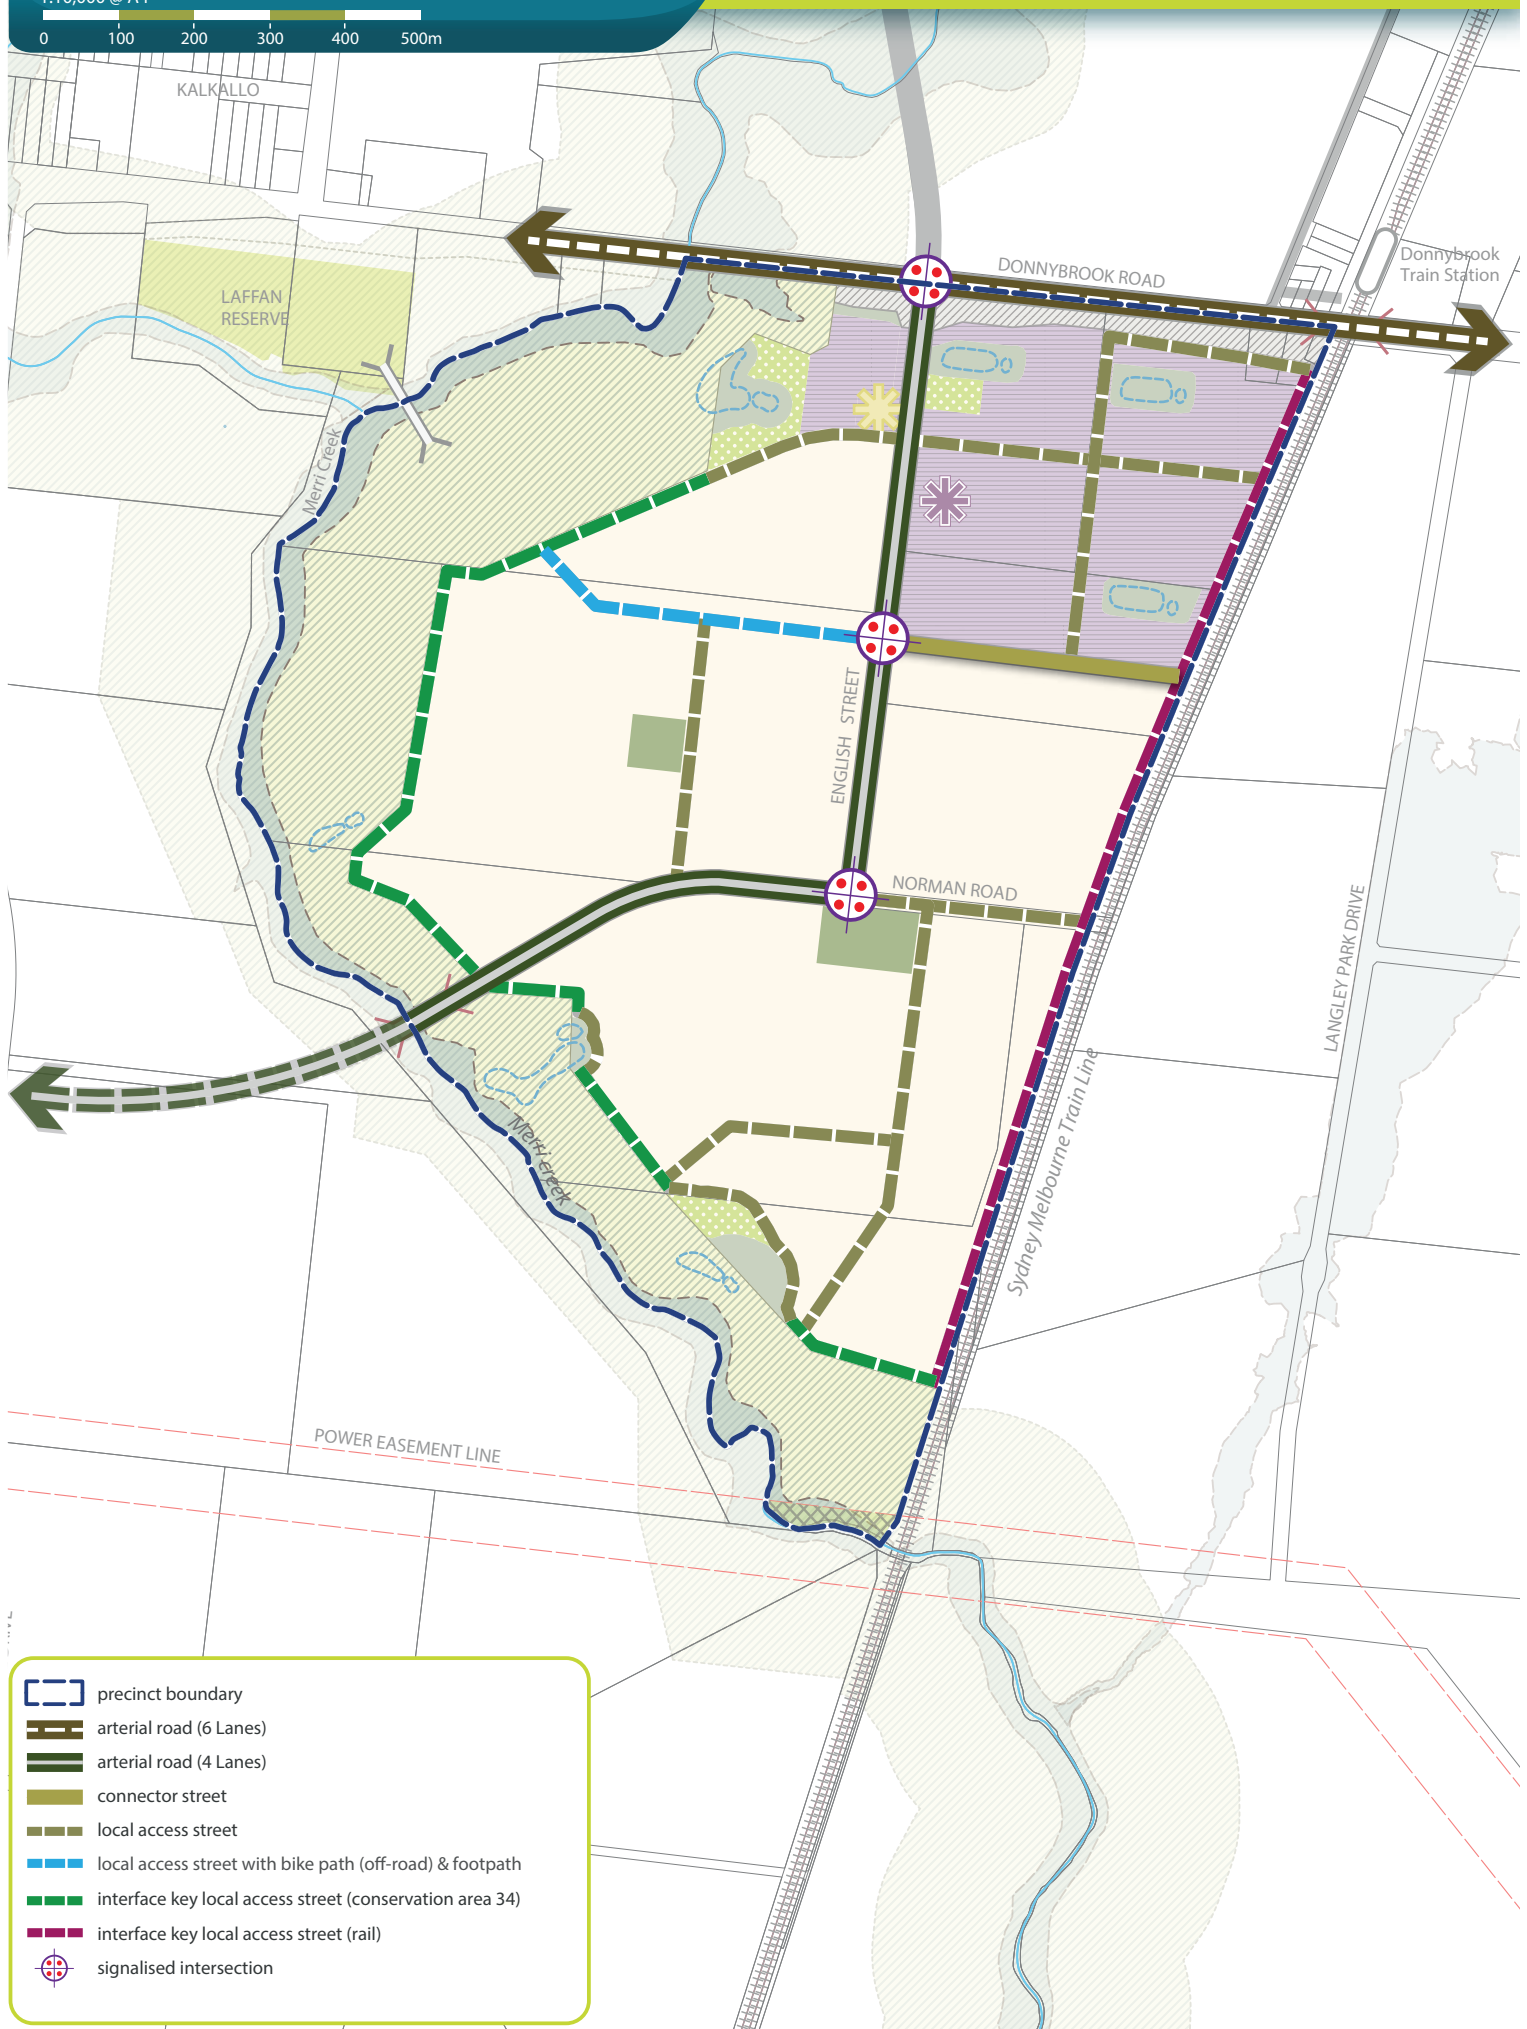 0 100 200 300 400 500m
KALKALLO
Donnybrook
Train Station
DONNYBROOK ROAD
LAFFAN
RESERVE
Merri Creek
ENGLISH STREET
NORMAN ROAD
LANGLEY PARK DRIVE
Sydney Melbourne Train Line
Merri creek
POWER EASEMENT LINE
precinct boundary
arterial road (6 Lanes)
arterial road (4 Lanes)
connector street
local access street
local access street with bike path (off-road) & footpath
interface key local access street (conservation area 34)
interface key local access street (rail)
signalised intersection